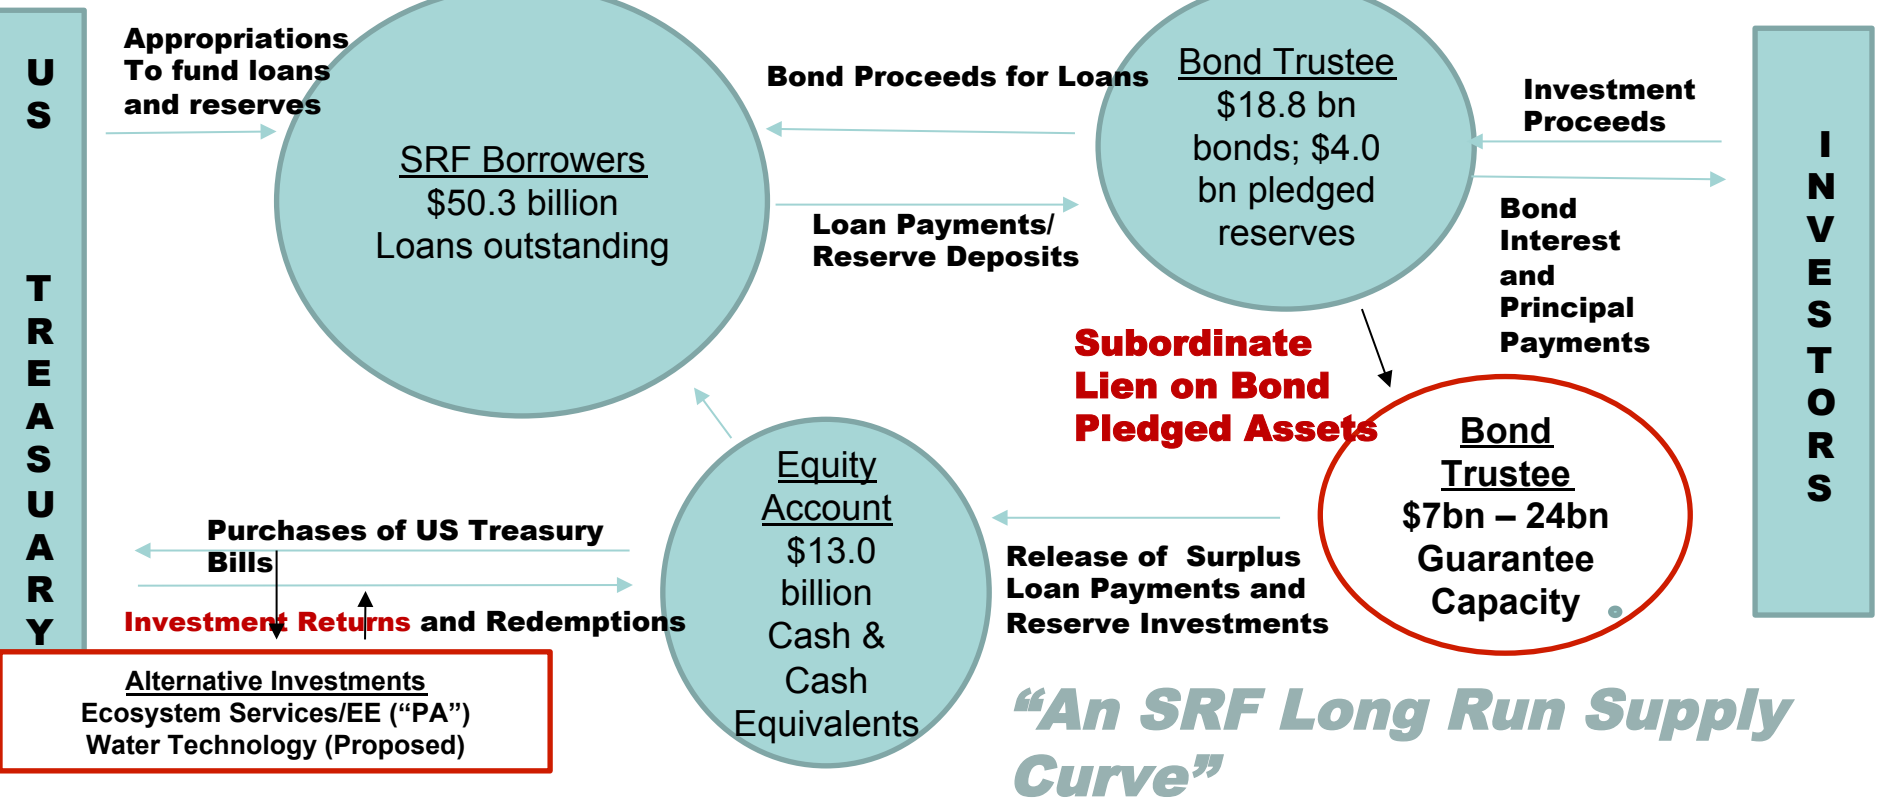 US TREASUARY
Appropriations
To fund loans
and reserves
SRF Borrowers
$50.3 billion
Loans outstanding
Bond Proceeds for Loans
Loan Payments/
Reserve Deposits
Bond Trustee
$18.8 bn
bonds; $4.0
bn pledged
reserves
Investment
Proceeds
Bond
Interest
and
Principal
Payments
INVESTORS
Subordinate
Lien on Bond
Pledged Assets
Bond
Trustee
$7bn – 24bn
Guarantee
Capacity
Equity
Account
$13.0
billion
Cash &
Cash
Equivalents
Release of Surplus
Loan Payments and
Reserve Investments
Purchases of US Treasury
Bills
Investment Returns and Redemptions
Alternative Investments
Ecosystem Services/EE (“PA”)
Water Technology (Proposed)
“An SRF Long Run Supply
Curve”